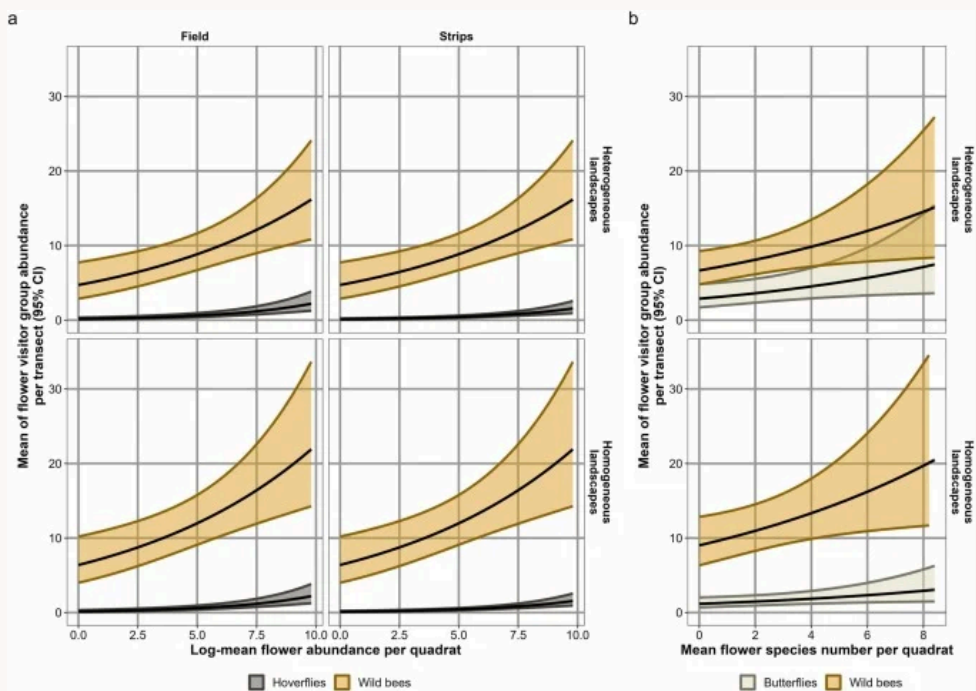 a
b
Field
Strips
30
20
10
0
Heterogeneous
landscapes
30
20
10
0
Heterogeneous
landscapes
Mean of flower visitor group abundance
per transect (95% CI)
Mean of flower visitor group abundance
per transect (95% CI)
30
20
10
0
Homogeneous
landscapes
30
20
10
0
Homogeneous
landscapes
0.0 2.5 5.0 7.5 10.0 0.0 2.5 5.0 7.5 10.0
0 2 4 6 8
Log-mean flower abundance per quadrat
Mean flower species number per quadrat
Hoverflies Wild bees
Butterflies Wild bees